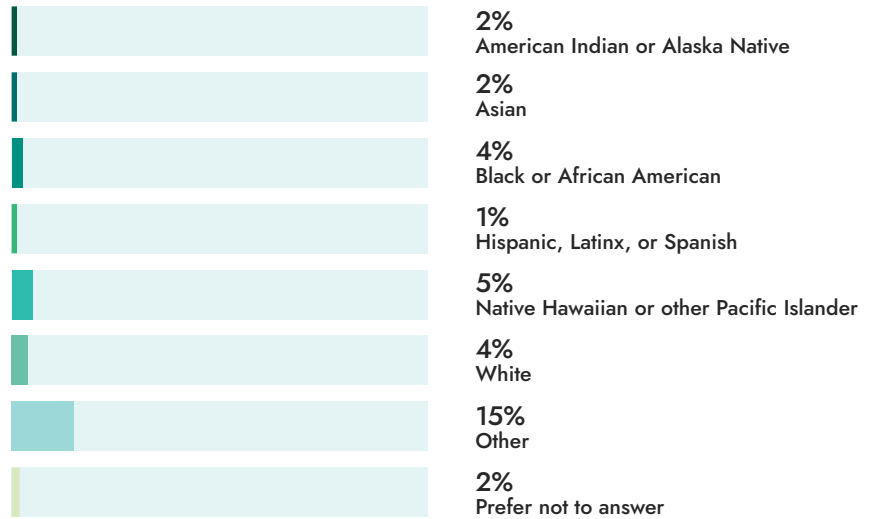 2%
American Indian or Alaska Native
2%
Asian
4%
Black or African American
1%
Hispanic, Latinx, or Spanish
5%
Native Hawaiian or other Pacific Islander
4%
White
15%
Other
2%
Prefer not to answer